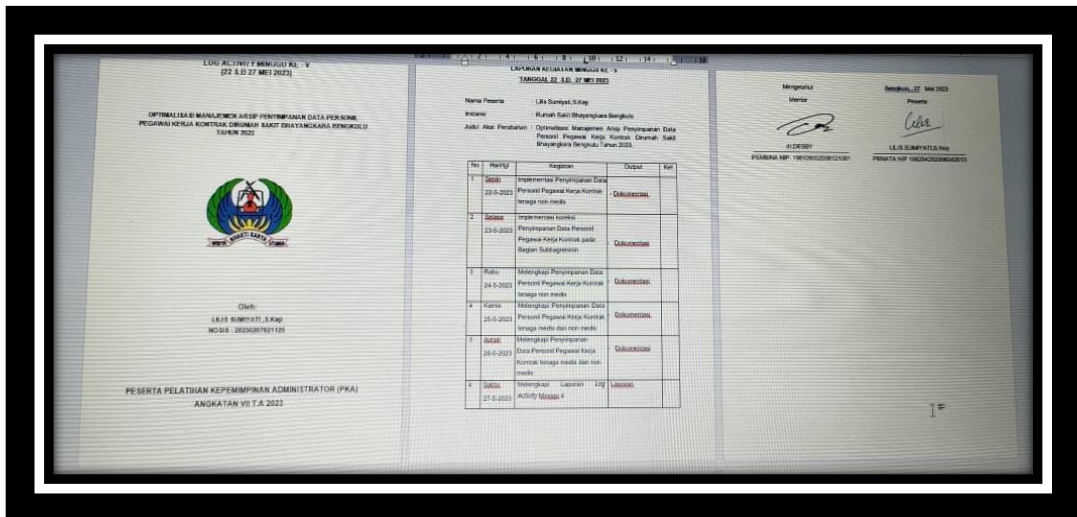 LOG ACTIVITY MINGGU KE - V
(22 S.D 27 MEI 2023)
OPTIMALISASI MANAJEMEN ARSIP PENYIMPANAN DATA PERSONIL
PEGAWAI KERJA KONTRAK DIRUMAH SAKIT BHAYANGKARA BENGKULU
TAHUN 2023
BHAKTI KARYA UTAMA
Oleh:
LILIS SUMIYATI ,S.Kep
NOSIS : 20230207021125
PESERTA PELATIHAN KEPEMIMPINAN ADMINISTRATOR (PKA)
ANGKATAN VII T.A 2023
LAPORAN KEGIATAN MINGGU KE - 5
TANGGAL 22 S.D. 27 MEI 2023
Nama Peserta : Lilis Sumiyati,S.Kep
Instansi : Rumah Sakit Bhayangkara Bengkulu
Judul Aksi Perubahan : Optimalisasi Manajemen Arsip Penyimpanan Data
Personil Pegawai Kerja Kontrak Dirumah Sakit
Bhayangkara Bengkulu Tahun 2023.
No Hari/tgl Kegiatan Output Ket
1 Senin Implementasi Penyimpanan Data
22-5-2023 Personil Pegawai Kerja Kontrak - Dokumentasi
tenaga non medis
2 Selasa Implementasi koreksi
23-5-2023 Penyimpanan Data Personil
Pegawai Kerja Kontrak pada - Dokumentasi
Bagian Subbagrenmin
3 Rabu Melengkapi Penyimpanan Data
24-5-2023 Personil Pegawai Kerja Kontrak - Dokumentasi
tenaga non medis
4 Kamis Melengkapi Penyimpanan Data
25-5-2023 Personil Pegawai Kerja Kontrak - Dokumentasi
tenaga medis dan non medis
Jumat Melengkapi Penyimpanan
26-5-2023 Data Personil Pegawai Kerja - Dokumentasi
Kontrak tenaga medis dan non
medis
Sabtu Melengkapi Laporan Log Laporan
27-5-2023 Activity Minggu 4
Mengetahui
Mentor
dr.DESBY
PEMBINA NIP
Bengkulu, 27 Mei 2023
Peserta
LILIS SUMIYATI,S.Kep
PENATA NIP